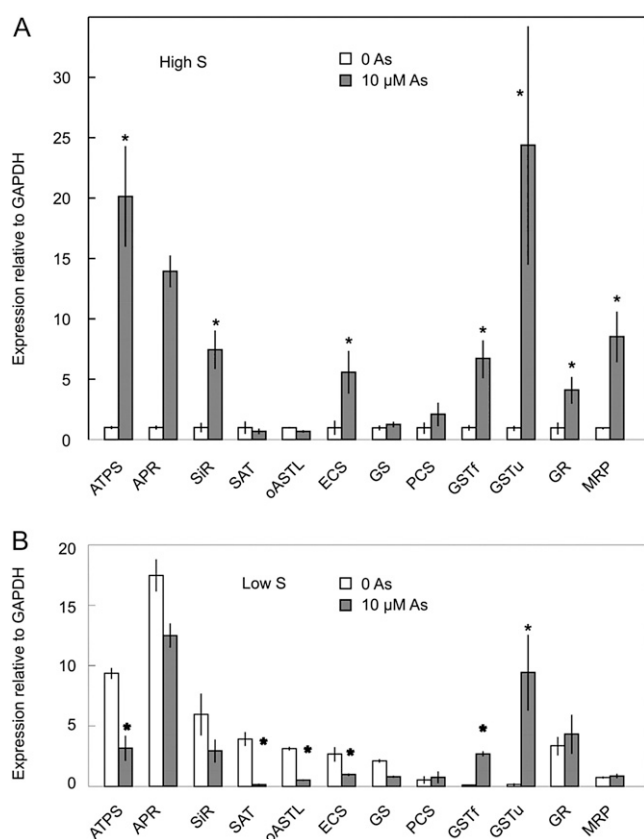 A
High S
0 As
10 µM As
Expression relative to GAPDH
30
25
20
15
10
5
0
* * * * * * *
ATPS APR SiR SAT oASTL ECS GS PCS GSTf GSTu GR MRP
B
Low S
0 As
10 µM As
Expression relative to GAPDH
20
15
10
5
0
* * * * * *
ATPS APR SiR SAT oASTL ECS GS PCS GSTf GSTu GR MRP